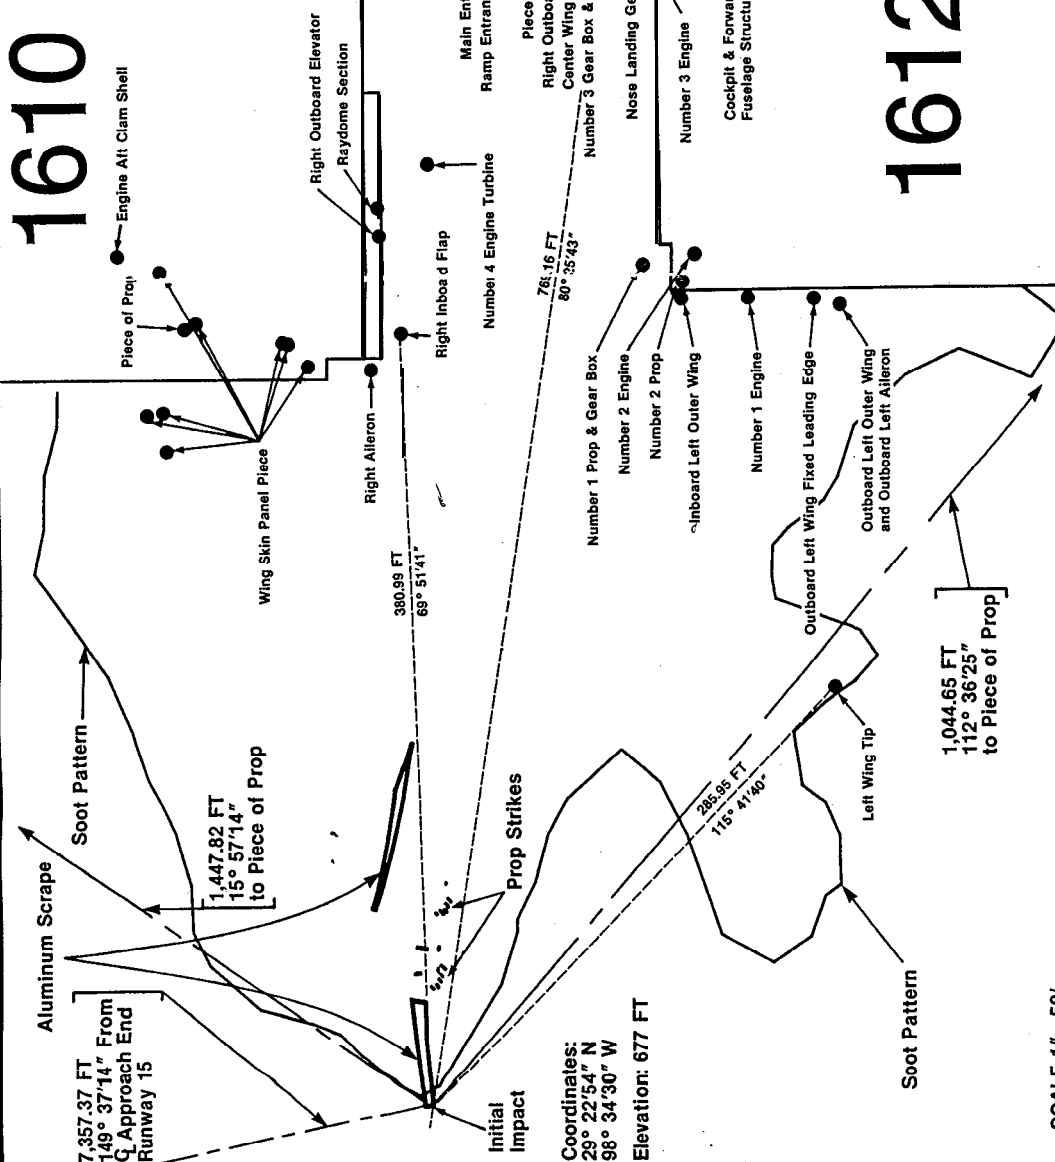 1610
1612
Engine Aft Clam Shell
Piece of Prop
Right Outboard Elevator
Raydome Section
Main Ent
Ramp Entran
Piece
Right Outboa
Center Wing
Number 3 Gear Box &
Nose Landing Ge
Number 3 Engine
Cockpit & Forwar
Fuselage Structu
Number 4 Engine Turbine
Right Inboa d Flap
Right Aileron
Wing Skin Panel Piece
80° 35'43"
380.99 FT
69° 51'41"
Number 1 Prop & Gear Box
Number 2 Engine
Number 2 Prop
Inboard Left Outer Wing
Number 1 Engine
Outboard Left Wing Fixed Leading Edge
Outboard Left Outer Wing
and Outboard Left Aileron
Soot Pattern
1,447.82 FT
15° 57'14"
to Piece of Prop
Aluminum Scrape
Prop Strikes
285.95 FT
115° 41'40"
Left Wing Tip
1,044.65 FT
112° 36'25"
to Piece of Prop
Soot Pattern
7,357.37 FT
149° 37'14" From
℄ Approach End
Runway 15
Initial
Impact
Coordinates:
29° 22'54" N
98° 34'30" W
Elevation: 677 FT